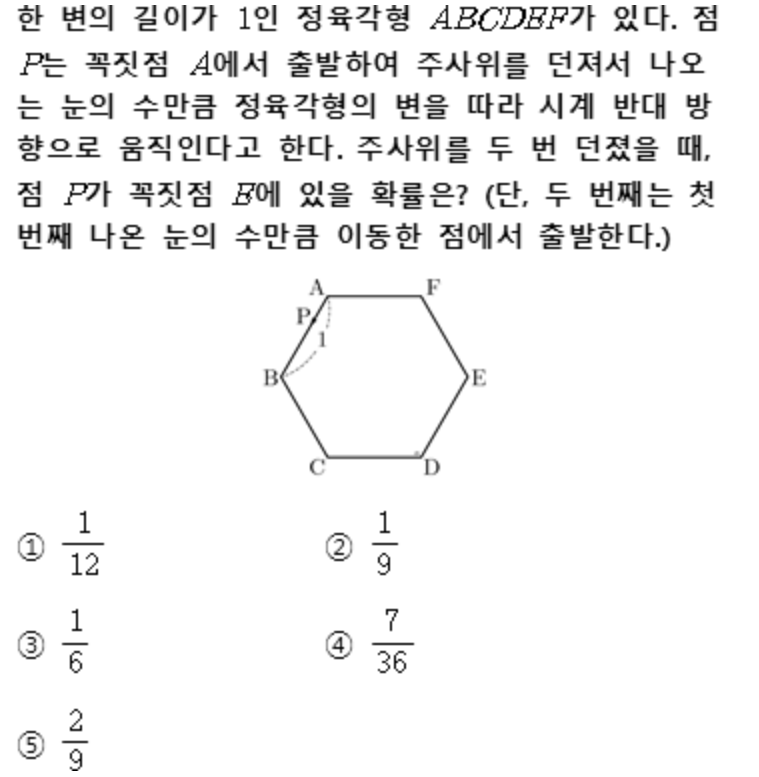 한 변의 길이가 1인 정육각형 ABCDEF가 있다. 점
P는 꼭짓점 A에서 출발하여 주사위를 던져서 나오
는 눈의 수만큼 정육각형의 변을 따라 시계 반대 방
향으로 움직인다고 한다. 주사위를 두 번 던졌을 때,
점 P가 꼭짓점 E에 있을 확률은? (단, 두 번째는 첫
번째 나온 눈의 수만큼 이동한 점에서 출발한다.)
A F
P
1
B E
C D
① 1/12 ② 1/9
③ 1/6 ④ 7/36
⑤ 2/9